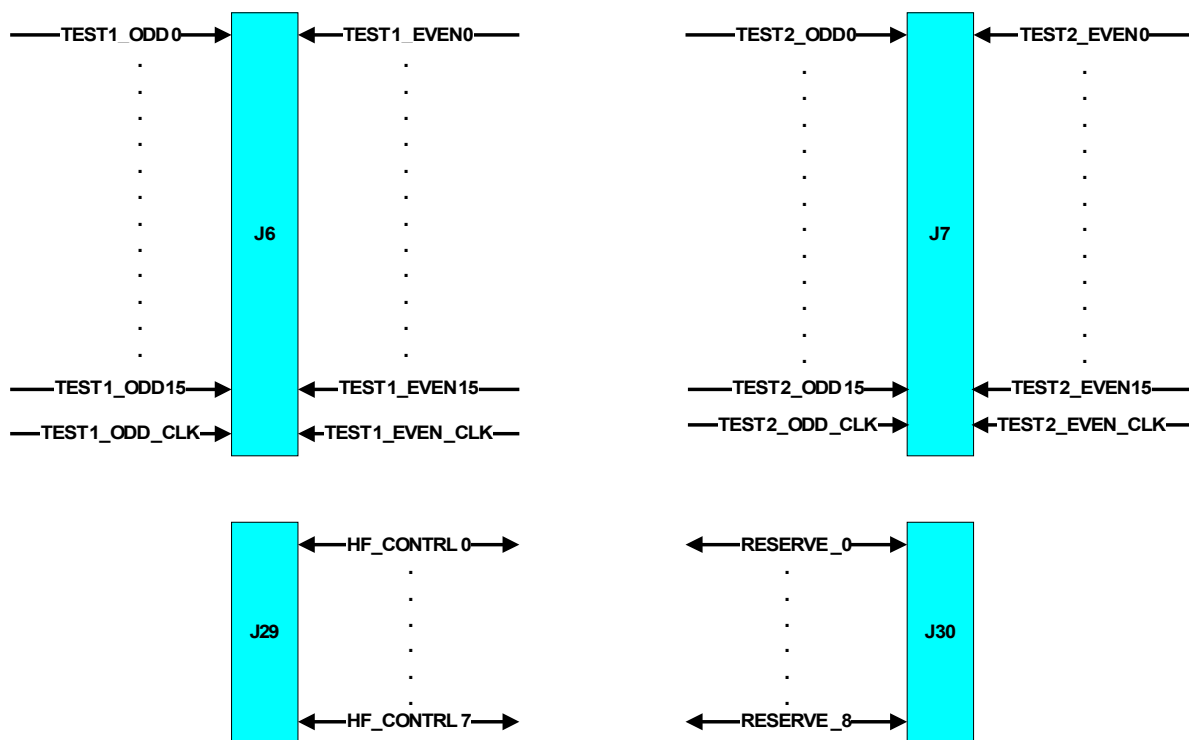 TEST1_ODD0 TEST1_EVEN0 TEST2_ODD0 TEST2_EVEN0
J6 J7
TEST1_ODD15 TEST1_EVEN15 TEST2_ODD15 TEST2_EVEN15
TEST1_ODD_CLK TEST1_EVEN_CLK TEST2_ODD_CLK TEST2_EVEN_CLK
HF_CONTRL0 RESERVE_0
J29 J30
HF_CONTRL7 RESERVE_8